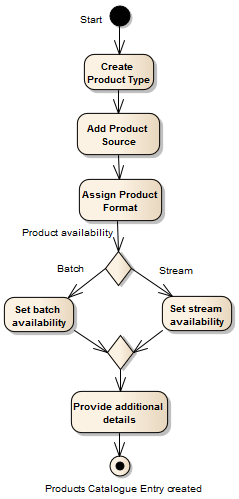 Start
Create
Product Type
Add Product
Source
Assign Product
Format
Product availability
Batch
Stream
Set batch
availability
Set stream
availability
Provide additional
details
Products Catalogue Entry created